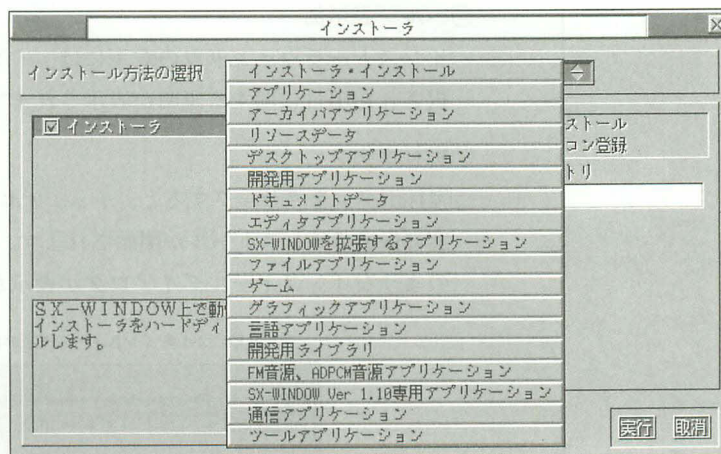 インストーラ
インストール方法の選択
インストーラ・インストール
アプリケーション
アーカイバアプリケーション
リソースデータ
デスクトップアプリケーション
開発用アプリケーション
ドキュメントデータ
エディタアプリケーション
SX-WINDOWを拡張するアプリケーション
ファイルアプリケーション
ゲーム
グラフィックアプリケーション
言語アプリケーション
開発用ライブラリ
FM音源、ADPCM音源アプリケーション
SX-WINDOW Ver 1.10専用アプリケーション
通信アプリケーション
ツールアプリケーション
インストーラ
ストール
コン登録
トリ
SX-WINDOW上で動
インストーラをハードディ
ルします。
実行 取消